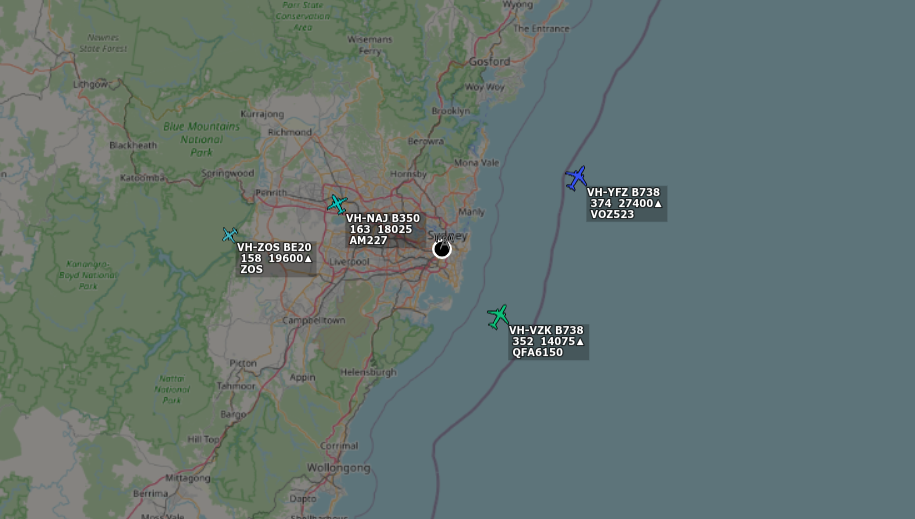 Wyong
Parr State
Conservation
Area
The Entrance
Nawnes
State Forest
Wisemans
Ferry
Gosford
Lithgow
Woy Woy
Kurrajong
Brooklyn
Blue Mountains
National
Park
Richmond
Blackheath
Berowra
Mona Vale
Katoomba
Springwood
Hornsby
Penrith
VH-YFZ B738
374 27400▲
VOZ523
VH-NAJ B350
163 18025
AM227
Manly
Sydney
VH-ZOS BE20
158 19600▲
ZOS
Liverpool
Kanangra-
Boyd National
Park
Campbelltown
VH-VZK B738
352 14075▲
QFA6150
Picton
Tahmoor
Appin
Helensburgh
Nattai
National
Park
Bargo
Hill Top
Corrimal
Wollongong
Mittagong
Berrima
Dapto
Moss Vale
Shellharbour